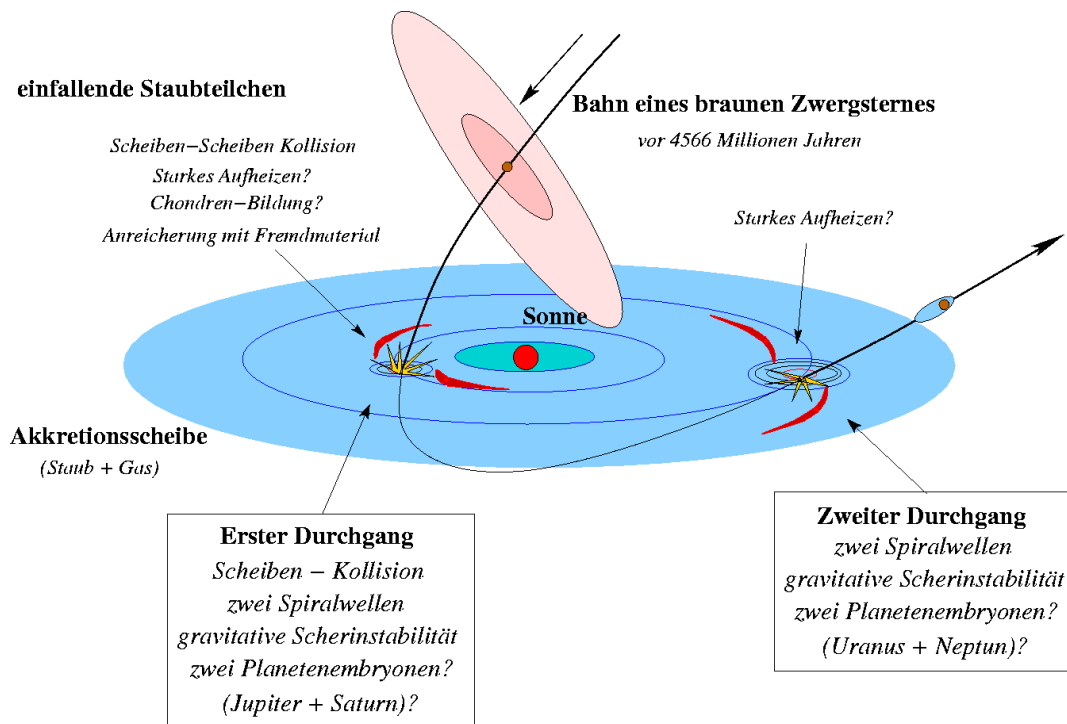 einfallende Staubteilchen
Scheiben−Scheiben Kollision
Starkes Aufheizen?
Chondren−Bildung?
Anreicherung mit Fremdmaterial
Bahn eines braunen Zwergsternes
vor 4566 Millionen Jahren
Starkes Aufheizen?
Sonne
Akkretionsscheibe
(Staub + Gas)
Erster Durchgang
Scheiben − Kollision
zwei Spiralwellen
gravitative Scherinstabilität
zwei Planetenembryonen?
(Jupiter + Saturn)?
Zweiter Durchgang
zwei Spiralwellen
gravitative Scherinstabilität
zwei Planetenembryonen?
(Uranus + Neptun)?